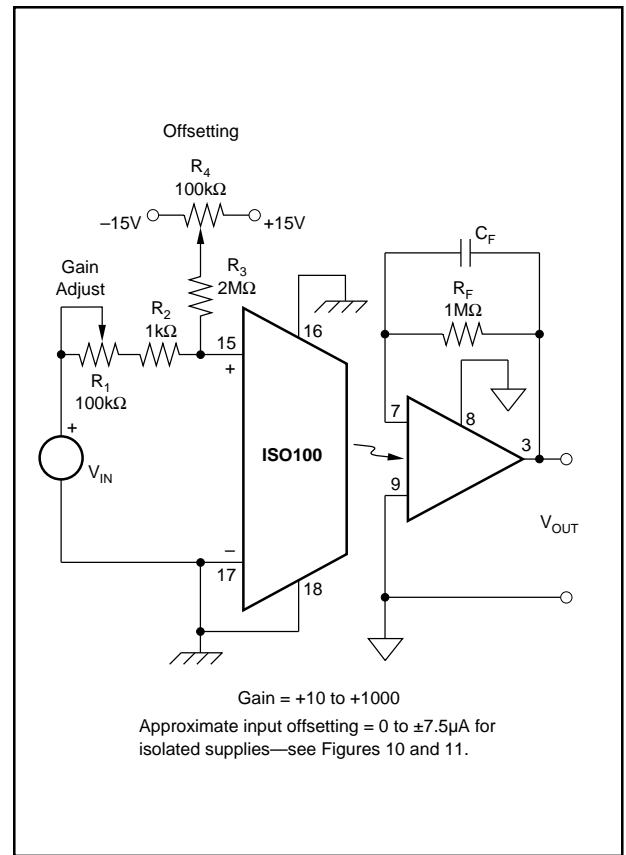 Offsetting
R4
100kΩ
–15V
+15V
Gain
Adjust
R3
2MΩ
R2
1kΩ
R1
100kΩ
15
+
16
ISO100
–
17
18
+
VIN
CF
RF
1MΩ
7
8
3
9
VOUT
Gain = +10 to +1000
Approximate input offsetting = 0 to ±7.5µA for
isolated supplies—see Figures 10 and 11.